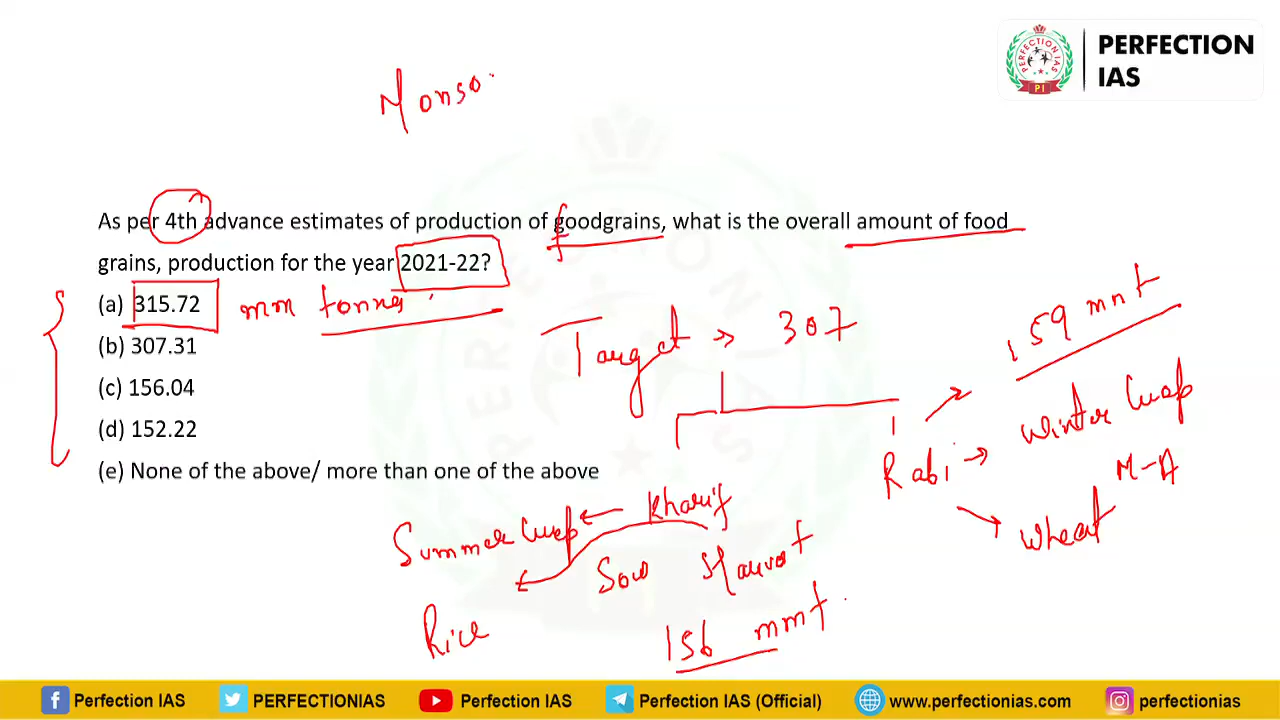 PERFECTION
IAS
Monso
As per 4th advance estimates of production of goodgrains, what is the overall amount of food
grains, production for the year 2021-22?
(a) 315.72 mm tonnes
(b) 307.31
(c) 156.04
(d) 152.22
(e) None of the above/ more than one of the above
Target → 307
159 mnt
Rabi → winter Crop
M-A
wheat
Summer Crop ← Kharif
Sow Harvest
Rice
156 mmt
PI
Perfection IAS PERFECTIONIAS Perfection IAS Perfection IAS (Official) www.perfectionias.com perfectionias